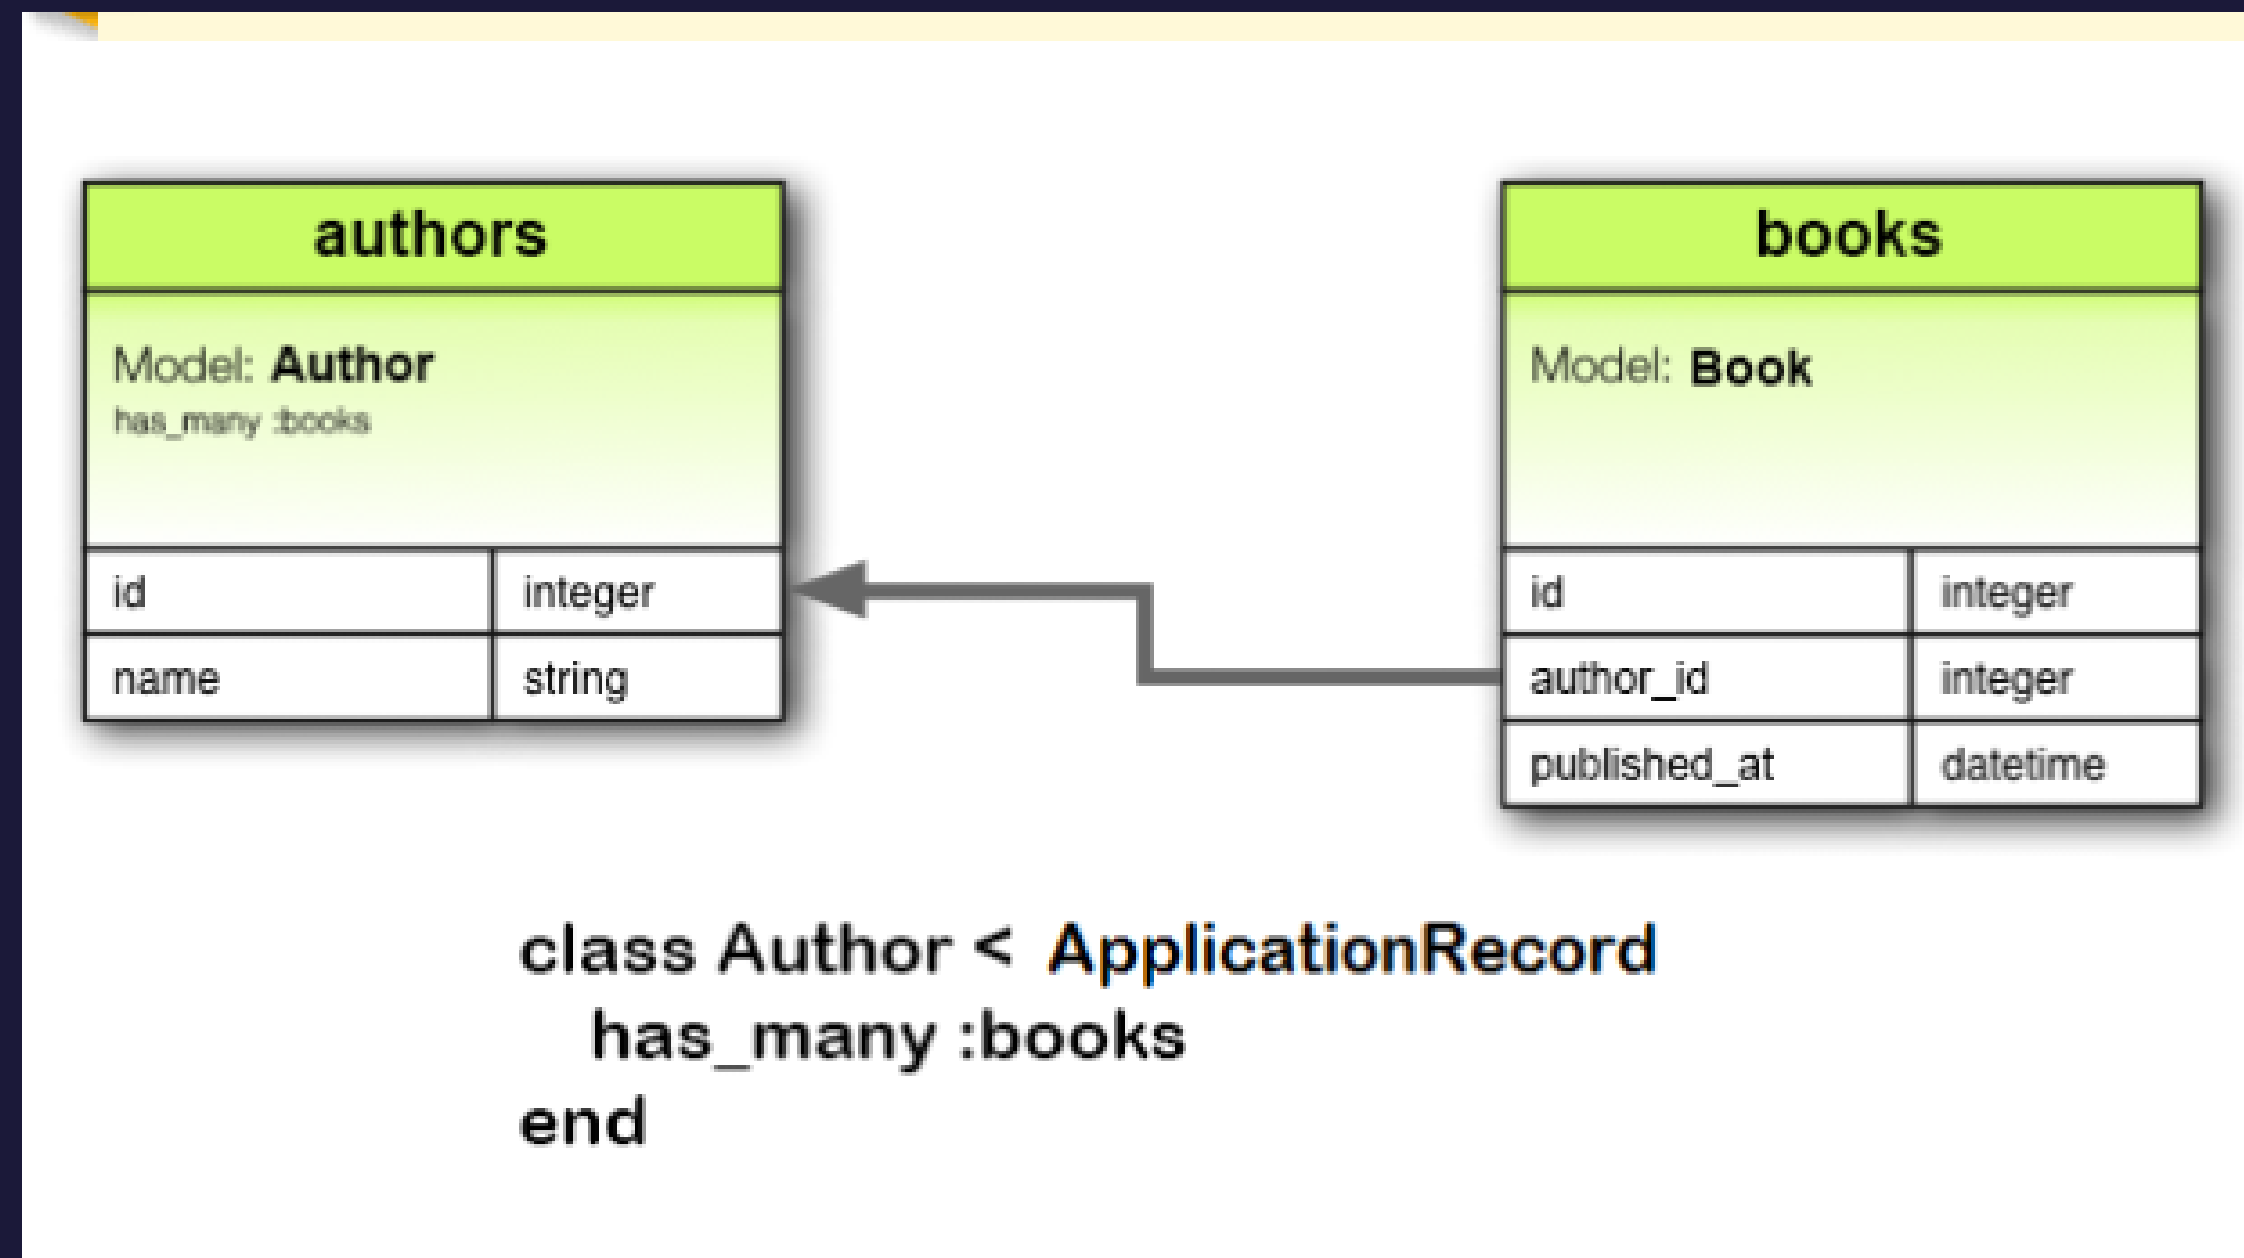 authors
Model: Author
has_many :books
id integer
name string
books
Model: Book
id integer
author_id integer
published_at datetime
class Author < ApplicationRecord
has_many :books
end